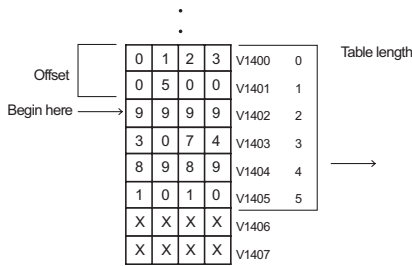 0 1 2 3 V1400 0 Table length
Offset
0 5 0 0 V1401 1
Begin here 9 9 9 9 V1402 2
3 0 7 4 V1403 3
8 9 8 9 V1404 4
1 0 1 0 V1405 5
X X X X V1406
X X X X V1407